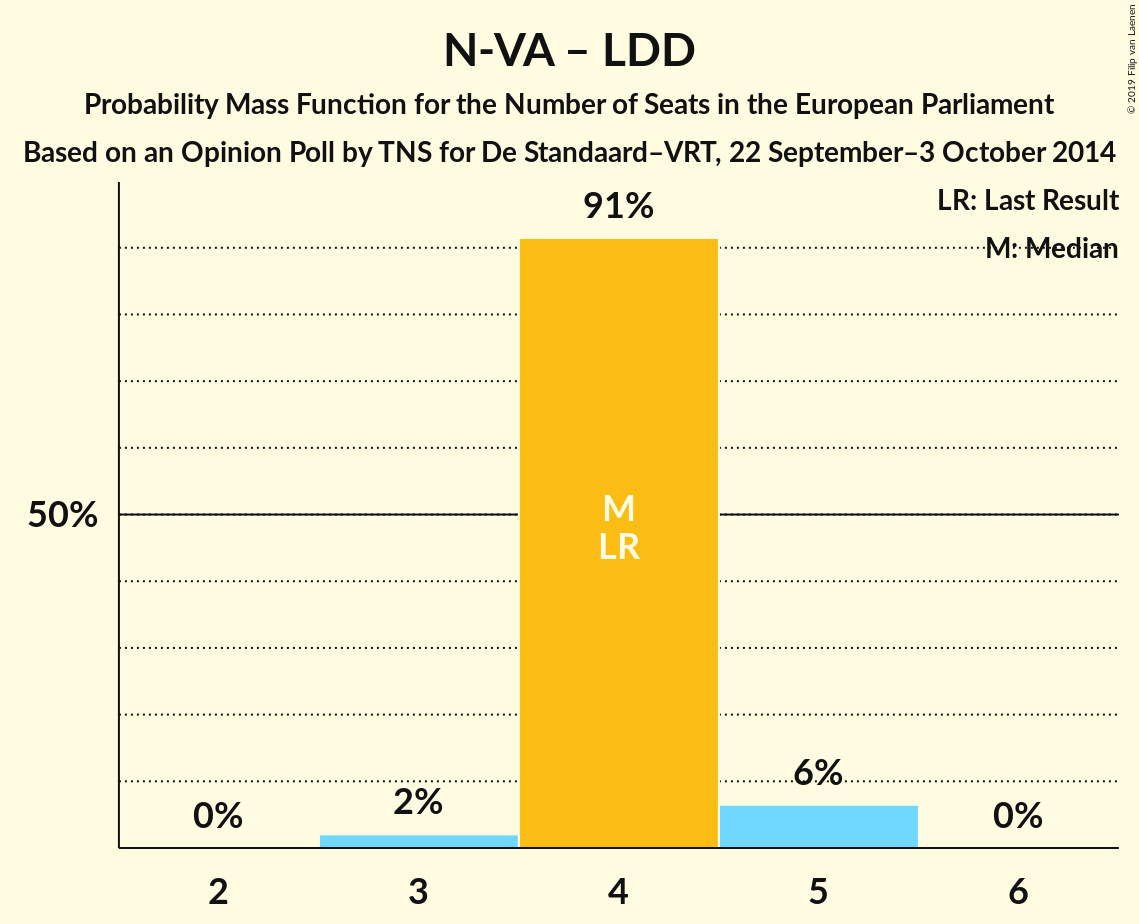 N-VA – LDD
Probability Mass Function for the Number of Seats in the European Parliament
Based on an Opinion Poll by TNS for De Standaard–VRT, 22 September–3 October 2014
© 2019 Filip van Laenen
LR: Last Result
M: Median
91%
50%
M
LR
6%
2%
0%
0%
2
3
4
5
6